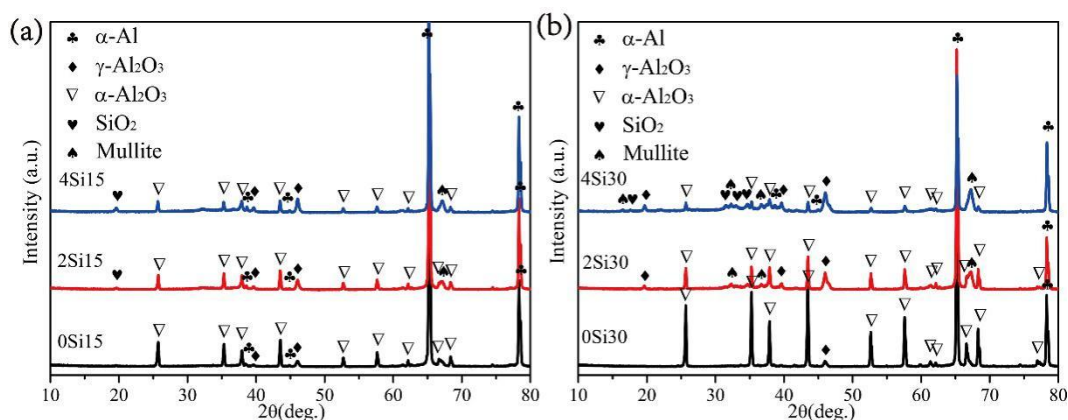 (a)
♣ α-Al
♦ γ-Al₂O₃
▽ α-Al₂O₃
♥ SiO₂
♠ Mullite
4Si15
2Si15
0Si15
Intensity (a.u.)
10 20 30 40 50 60 70 80
2θ(deg.)
(b)
♣ α-Al
♦ γ-Al₂O₃
▽ α-Al₂O₃
♥ SiO₂
♠ Mullite
4Si30
2Si30
0Si30
Intensity (a.u.)
10 20 30 40 50 60 70 80
2θ(deg.)